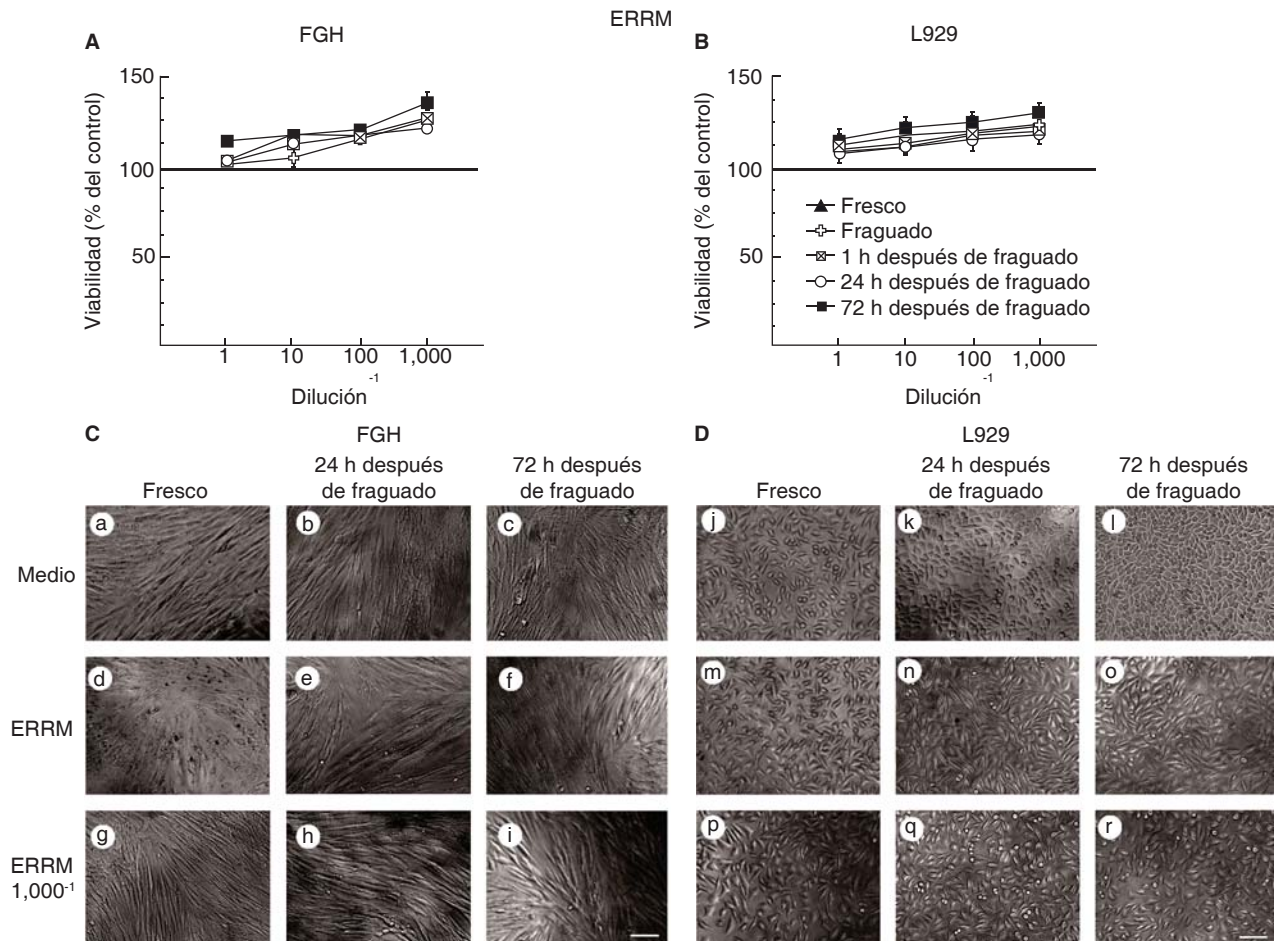 ERRM
A
FGH
150
100
50
Viabilidad (% del control)
1
10
100
1,000
Dilución-1
B
L929
150
100
50
Viabilidad (% del control)
Fresco
Fraguado
1 h después de fraguado
24 h después de fraguado
72 h después de fraguado
1
10
100
1,000
Dilución-1
C
FGH
Fresco
24 h después
de fraguado
72 h después
de fraguado
Medio
a
b
c
ERRM
d
e
f
ERRM
1,000-1
g
h
i
D
L929
Fresco
24 h después
de fraguado
72 h después
de fraguado
j
k
l
m
n
o
p
q
r